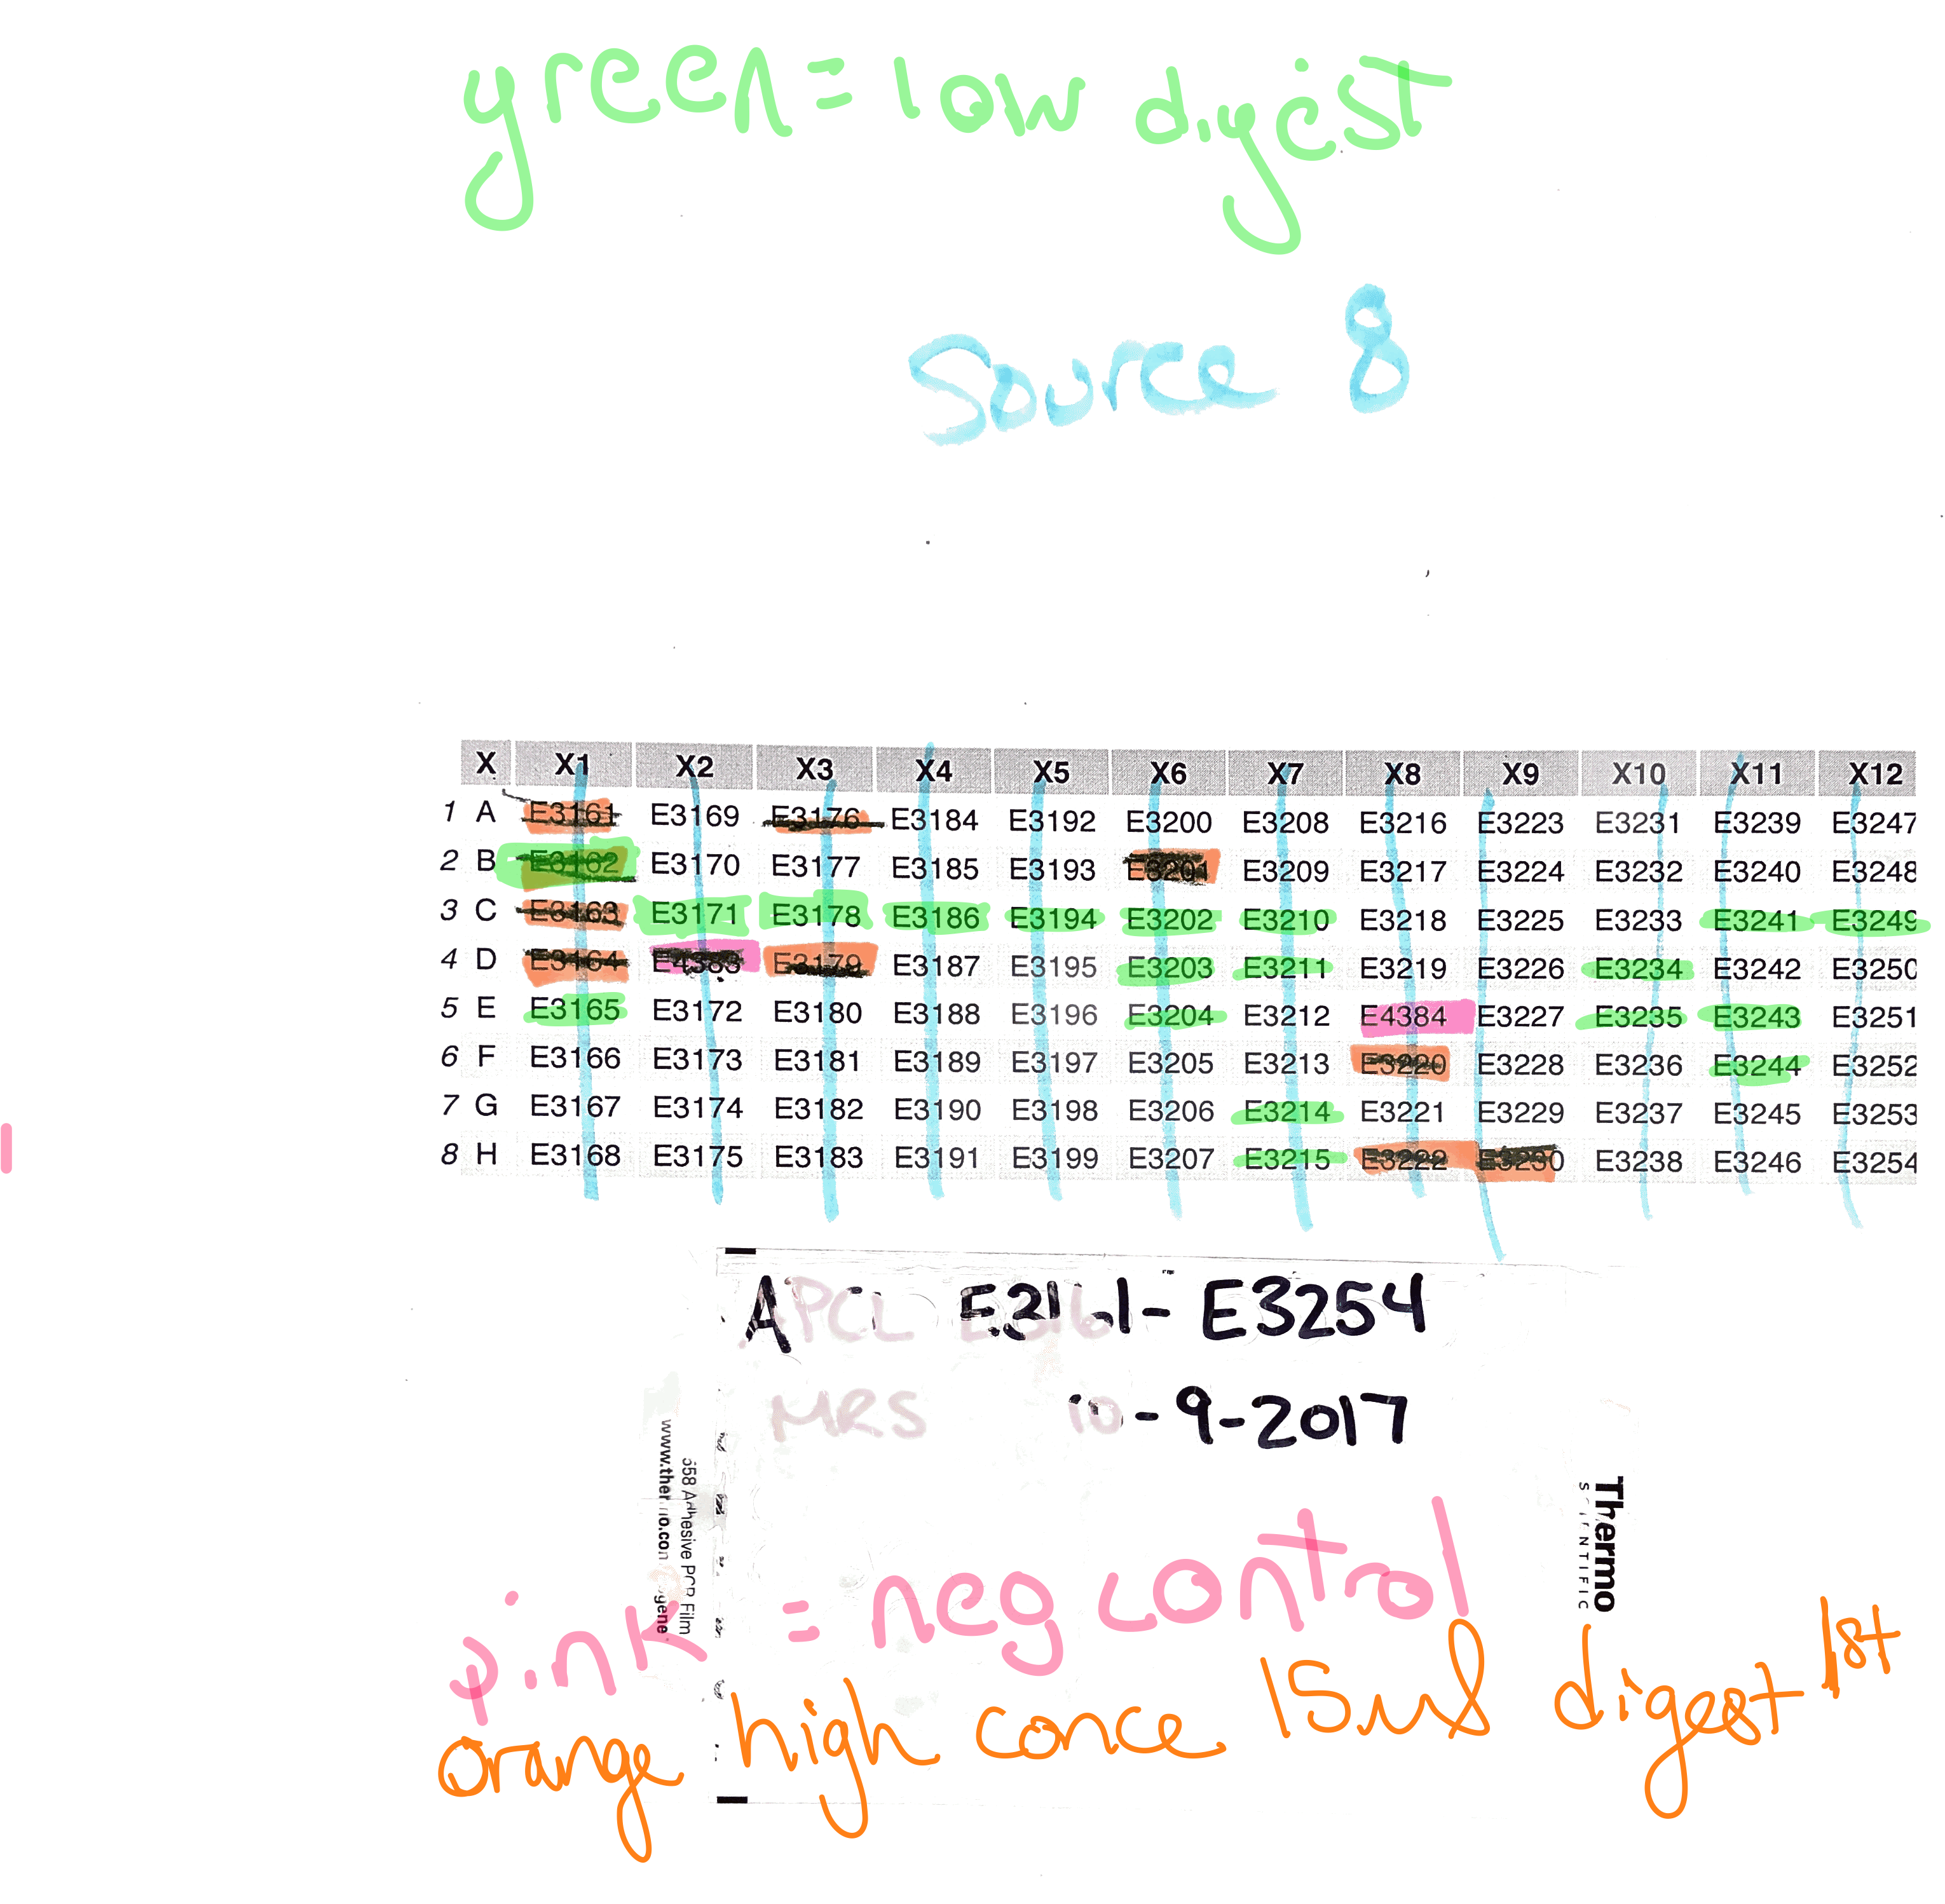 green = low digest
Source 8
X X1 X2 X3 X4 X5 X6 X7 X8 X9 X10 X11 X12
1 A E3161 E3169 E3176 E3184 E3192 E3200 E3208 E3216 E3223 E3231 E3239 E3247
2 B E3162 E3170 E3177 E3185 E3193 E3201 E3209 E3217 E3224 E3232 E3240 E3248
3 C E3163 E3171 E3178 E3186 E3194 E3202 E3210 E3218 E3225 E3233 E3241 E3249
4 D E3164 E4383 E3179 E3187 E3195 E3203 E3211 E3219 E3226 E3234 E3242 E3250
5 E E3165 E3172 E3180 E3188 E3196 E3204 E3212 E4384 E3227 E3235 E3243 E3251
6 F E3166 E3173 E3181 E3189 E3197 E3205 E3213 E3220 E3228 E3236 E3244 E3252
7 G E3167 E3174 E3182 E3190 E3198 E3206 E3214 E3221 E3229 E3237 E3245 E3253
8 H E3168 E3175 E3183 E3191 E3199 E3207 E3215 E3222 E3230 E3238 E3246 E3254
APCL E3161- E3254
MRS 10-9-2017
Adhesive PCR Film
Thermo
SCIENTIFIC
pink = neg control
orange high conce 15ul digest 1st